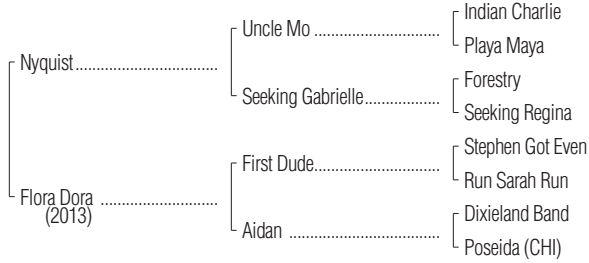 Indian Charlie
Uncle Mo ................................
Playa Maya
Nyquist....................................
Forestry
Seeking Gabrielle...................
Seeking Regina
Stephen Got Even
First Dude................................
Run Sarah Run
Flora Dora ..............................
(2013)
Dixieland Band
Aidan ......................................
Poseida (CHI)